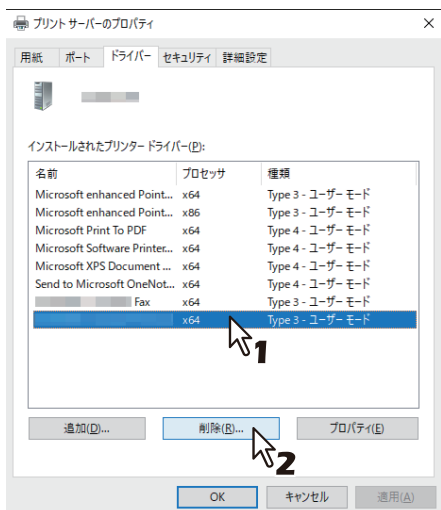 プリント サーバーのプロパティ
用紙 ポート ドライバー セキュリティ 詳細設定
インストールされたプリンター ドライバー(P):
名前 プロセッサ 種類
Microsoft enhanced Point... x64 Type 3 - ユーザー モード
Microsoft enhanced Point... x86 Type 3 - ユーザー モード
Microsoft Print To PDF x64 Type 4 - ユーザー モード
Microsoft Software Printer... x64 Type 4 - ユーザー モード
Microsoft XPS Document ... x64 Type 4 - ユーザー モード
Send to Microsoft OneNot... x64 Type 4 - ユーザー モード
Fax x64 Type 3 - ユーザー モード
x64 Type 3 - ユーザー モード
1
追加(D)... 削除(R)... プロパティ(E)
2
OK キャンセル 適用(A)